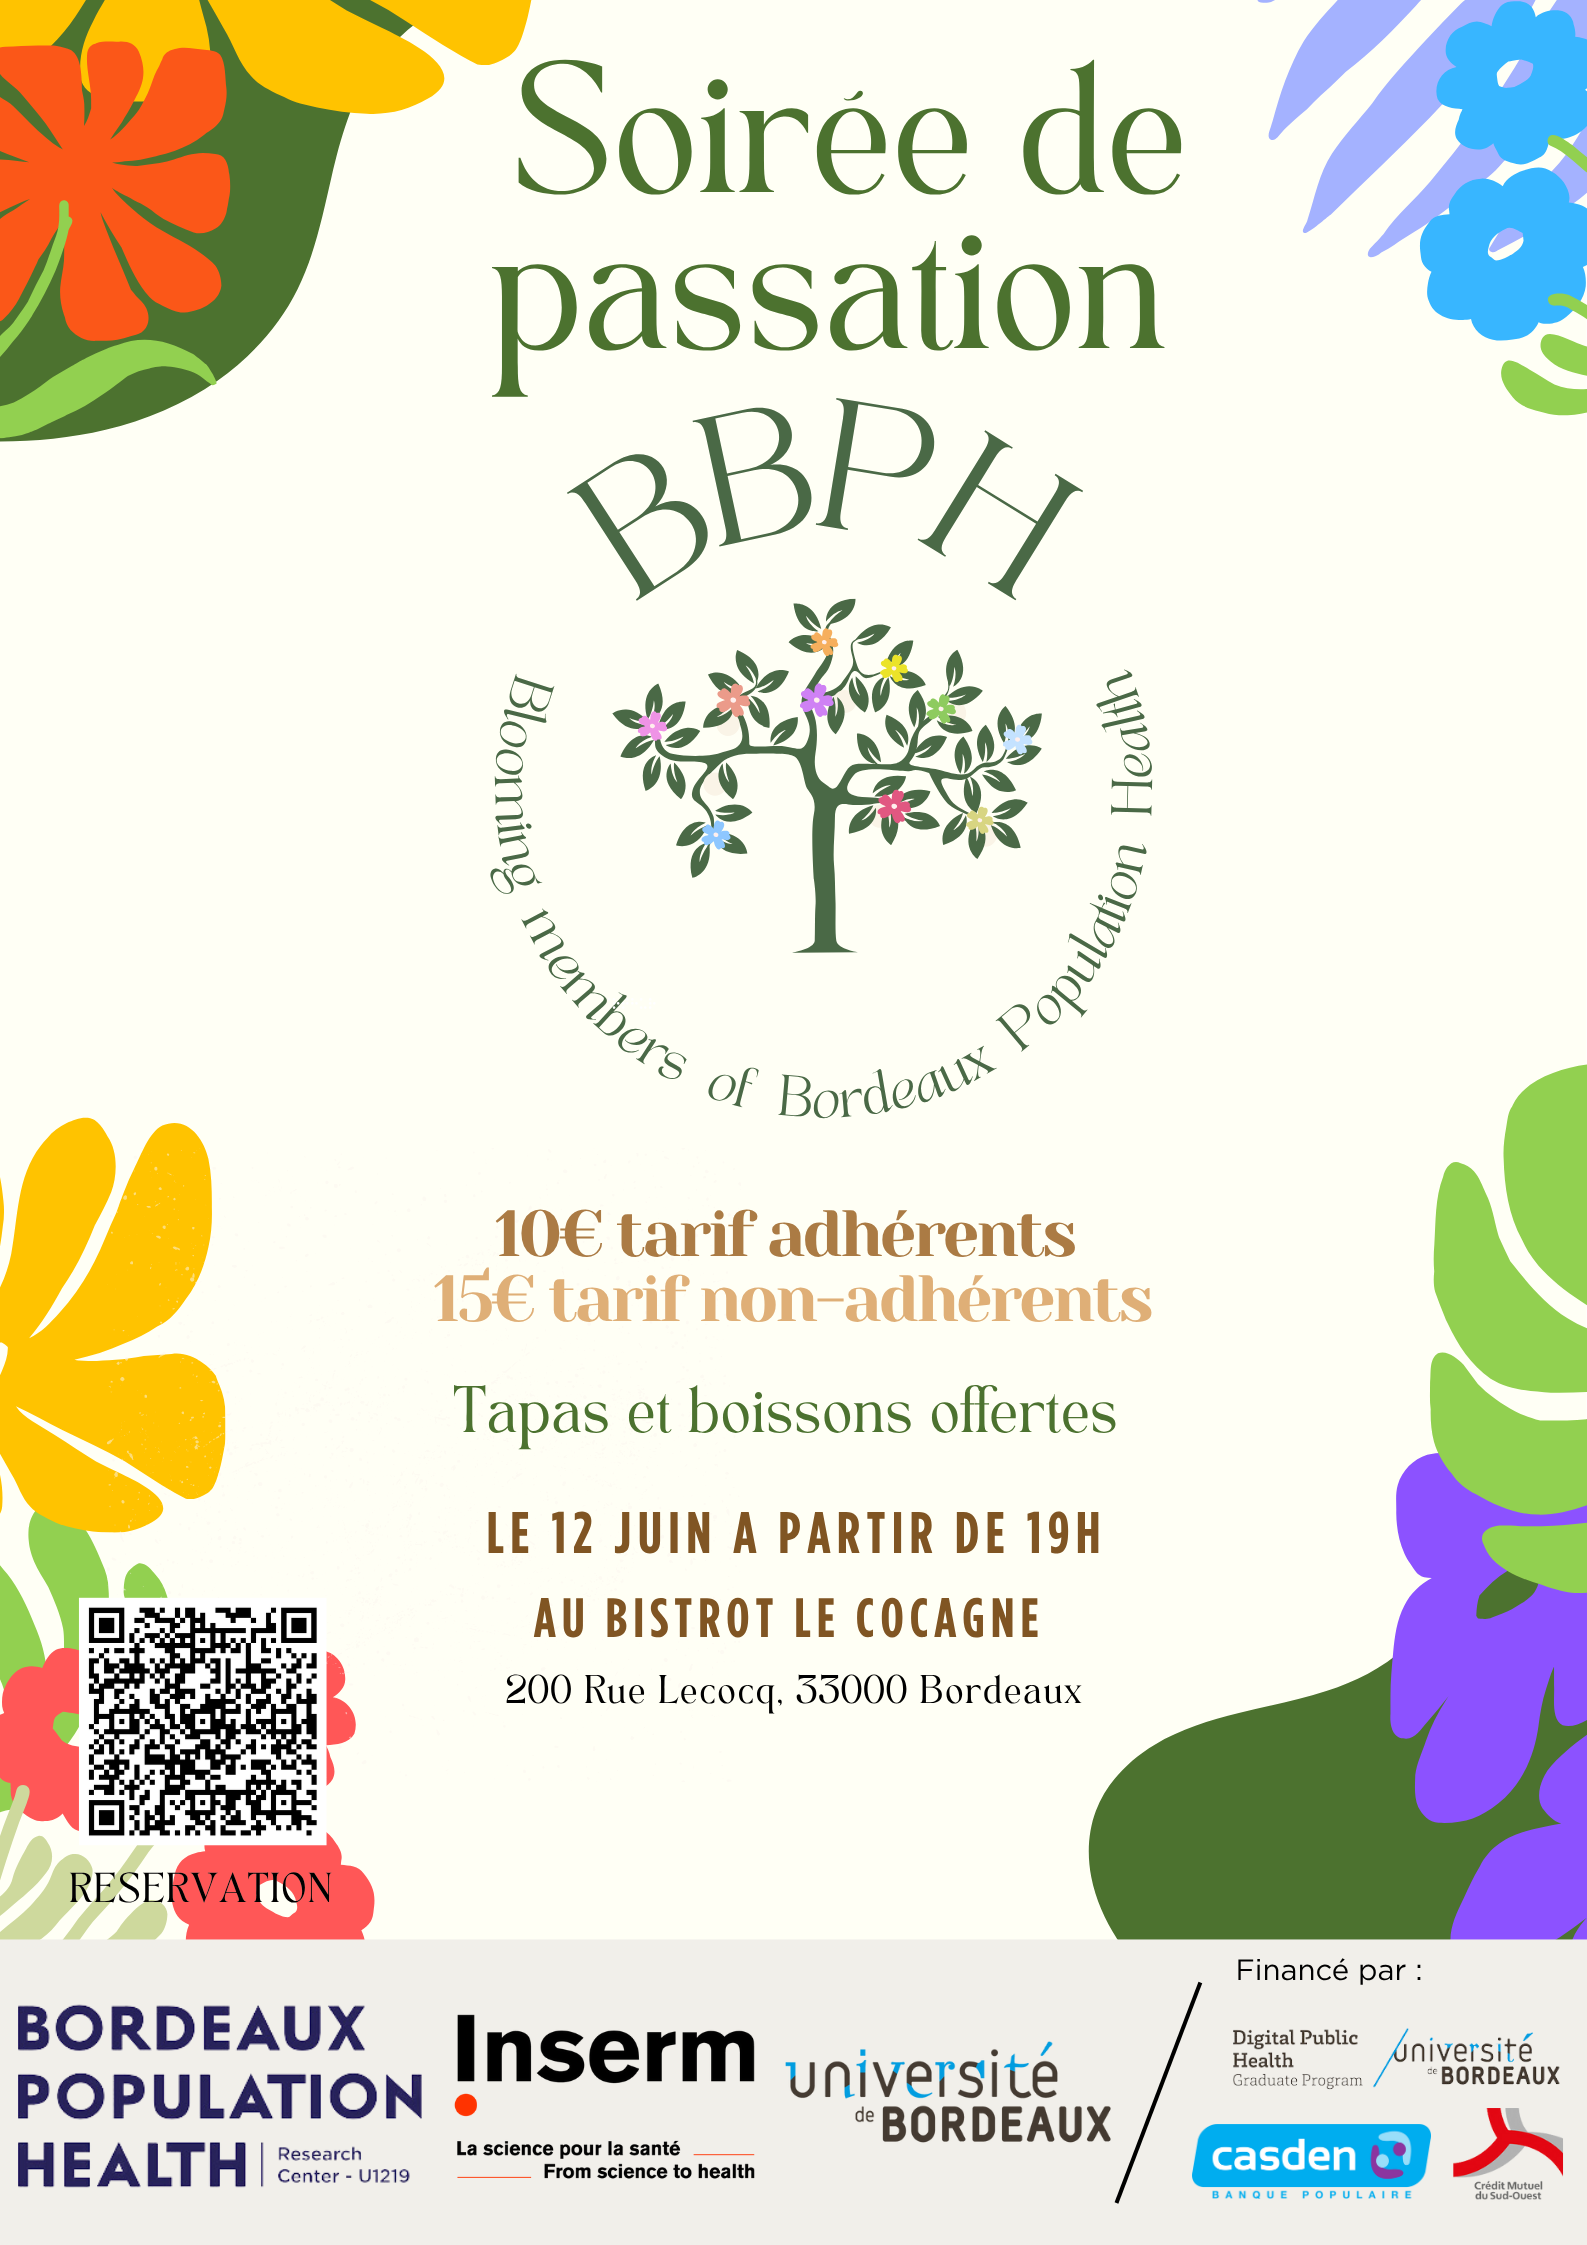 Soirée de
passation
BBPH
Blooming members of Bordeaux Population Health
10€ tarif adhérents
15€ tarif non-adhérents
Tapas et boissons offertes
LE 12 JUIN A PARTIR DE 19H
AU BISTROT LE COCAGNE
200 Rue Lecocq, 33000 Bordeaux
RESERVATION
BORDEAUX
POPULATION
HEALTH
Research
Center - U1219
Inserm
La science pour la santé
From science to health
université
de BORDEAUX
Financé par :
Digital Public
Health
Graduate Program
université
de BORDEAUX
casden
BANQUE POPULAIRE
Crédit Mutuel
du Sud-Ouest